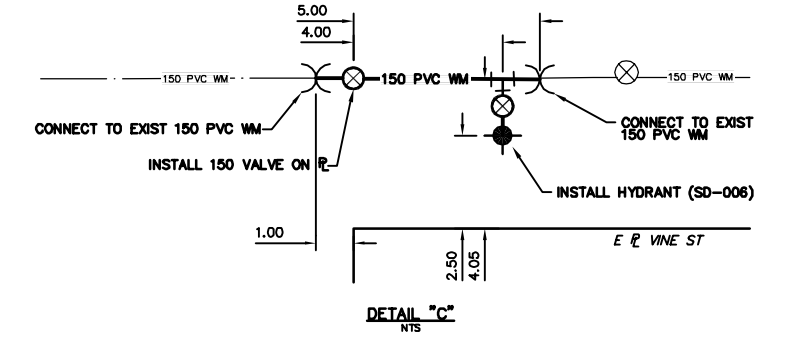 5.00
4.00
150 PVC WM
150 PVC WM
150 PVC WM
CONNECT TO EXIST 150 PVC WM
CONNECT TO EXIST
150 PVC WM
INSTALL 150 VALVE ON ⅊
INSTALL HYDRANT (SD-006)
1.00
2.50
4.05
E ⅊ VINE ST
DETAIL "C"
NTS